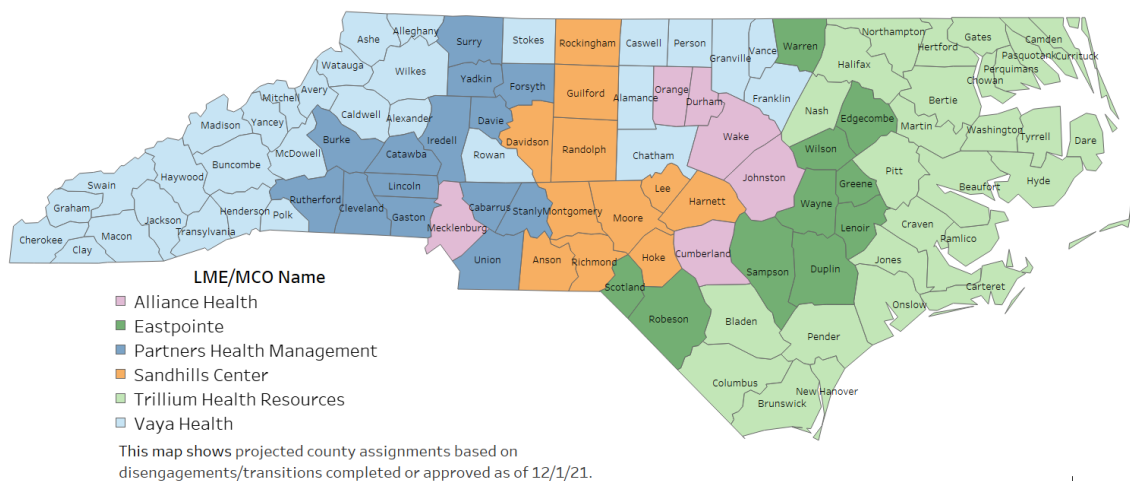 Ashe
Alleghany
Surry
Stokes
Rockingham
Caswell
Person
Granville
Vance
Warren
Northampton
Gates
Camden
Hertford
Pasquotank
Currituck
Perquimans
Chowan
Halifax
Watauga
Wilkes
Yadkin
Forsyth
Guilford
Alamance
Orange
Durham
Franklin
Nash
Bertie
Edgecombe
Martin
Mitchell
Avery
Caldwell
Alexander
Iredell
Davie
Davidson
Randolph
Chatham
Wake
Wilson
Washington
Tyrrell
Dare
Madison
Yancey
Burke
Catawba
Rowan
McDowell
Buncombe
Haywood
Swain
Graham
Lincoln
Lee
Johnston
Greene
Pitt
Beaufort
Hyde
Rutherford
Cleveland
Gaston
Cabarrus
Stanly
Montgomery
Moore
Harnett
Wayne
Lenoir
Craven
Pamlico
Henderson
Polk
Jackson
Transylvania
Macon
Cherokee
Clay
Mecklenburg
Union
Anson
Richmond
Hoke
Cumberland
Sampson
Duplin
Jones
Carteret
Onslow
Scotland
Robeson
Bladen
Pender
Columbus
New Hanover
Brunswick
LME/MCO Name
Alliance Health
Eastpointe
Partners Health Management
Sandhills Center
Trillium Health Resources
Vaya Health
This map shows projected county assignments based on
disengagements/transitions completed or approved as of 12/1/21.